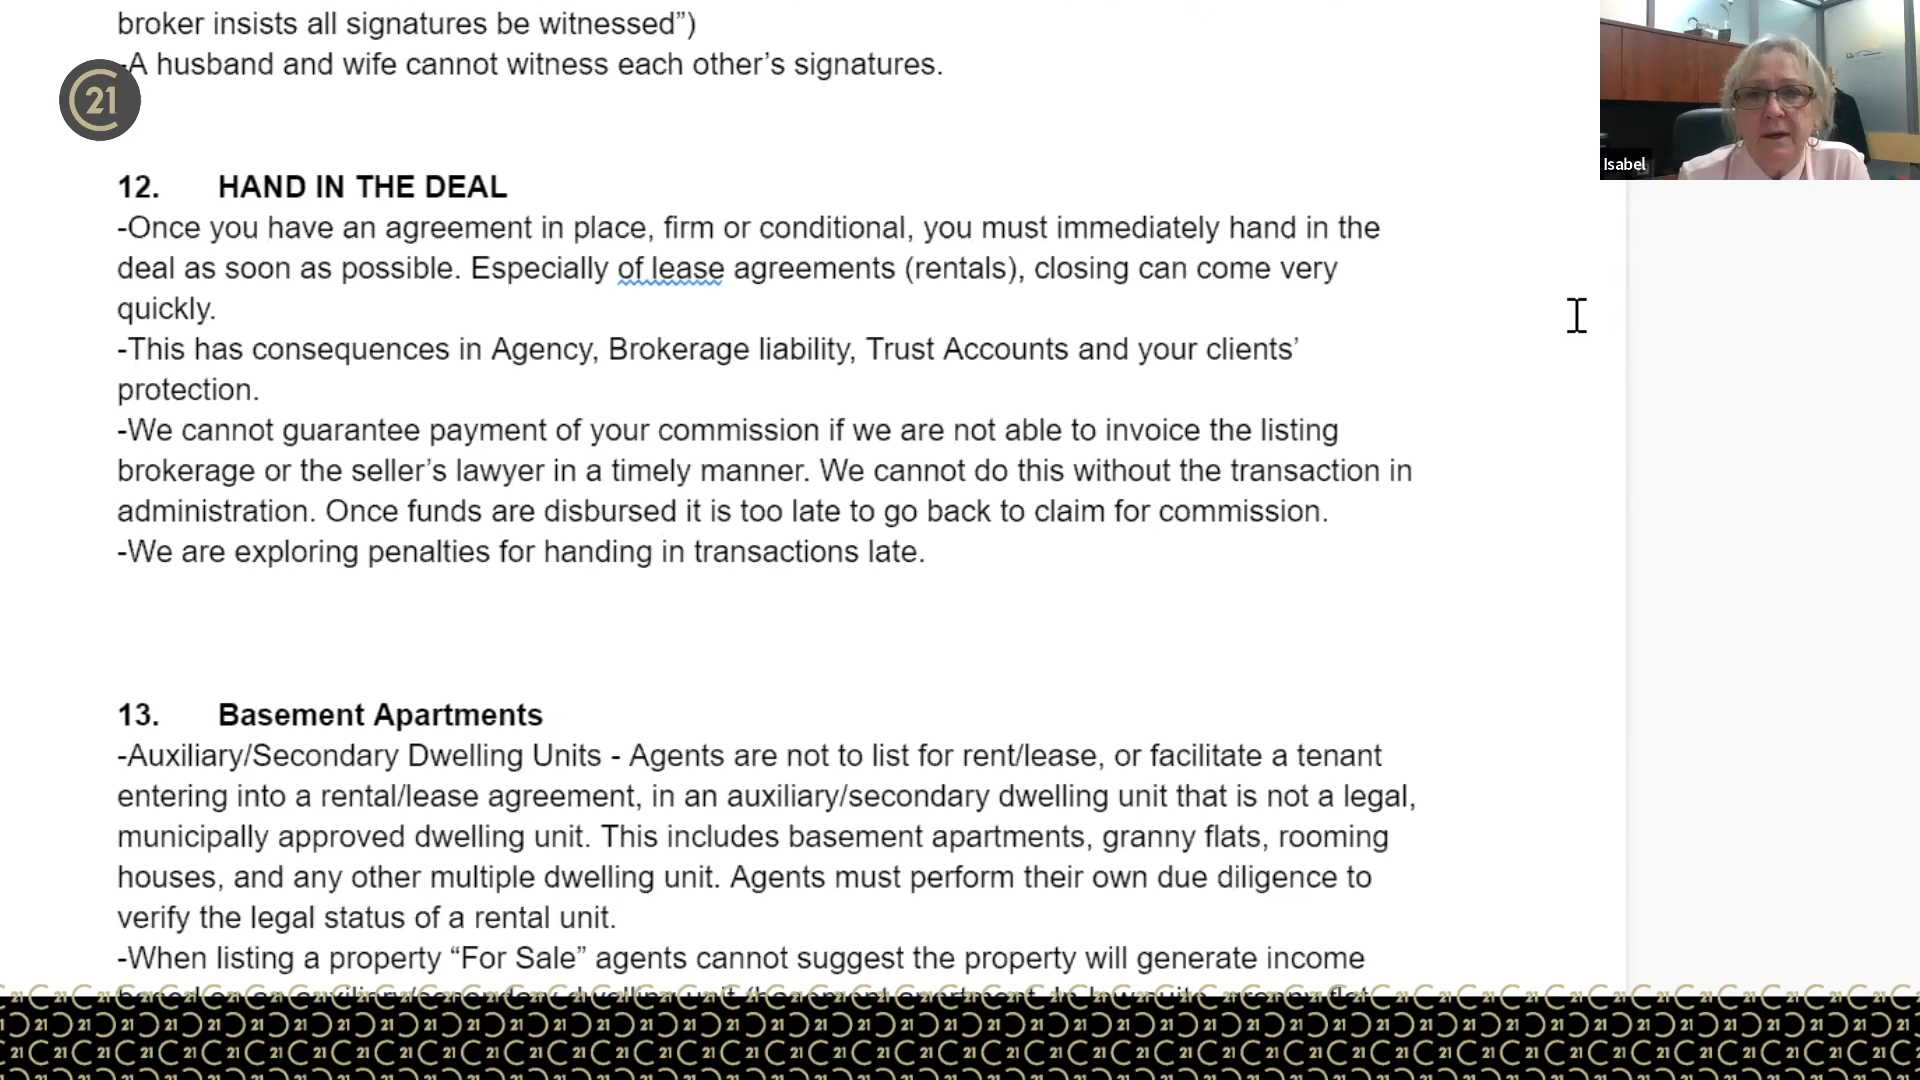 broker insists all signatures be witnessed”)
-A husband and wife cannot witness each other’s signatures.
C21
Isabel
12. HAND IN THE DEAL
-Once you have an agreement in place, firm or conditional, you must immediately hand in the
deal as soon as possible. Especially of lease agreements (rentals), closing can come very
quickly.
-This has consequences in Agency, Brokerage liability, Trust Accounts and your clients’
protection.
-We cannot guarantee payment of your commission if we are not able to invoice the listing
brokerage or the seller’s lawyer in a timely manner. We cannot do this without the transaction in
administration. Once funds are disbursed it is too late to go back to claim for commission.
-We are exploring penalties for handing in transactions late.
13. Basement Apartments
-Auxiliary/Secondary Dwelling Units - Agents are not to list for rent/lease, or facilitate a tenant
entering into a rental/lease agreement, in an auxiliary/secondary dwelling unit that is not a legal,
municipally approved dwelling unit. This includes basement apartments, granny flats, rooming
houses, and any other multiple dwelling unit. Agents must perform their own due diligence to
verify the legal status of a rental unit.
-When listing a property “For Sale” agents cannot suggest the property will generate income